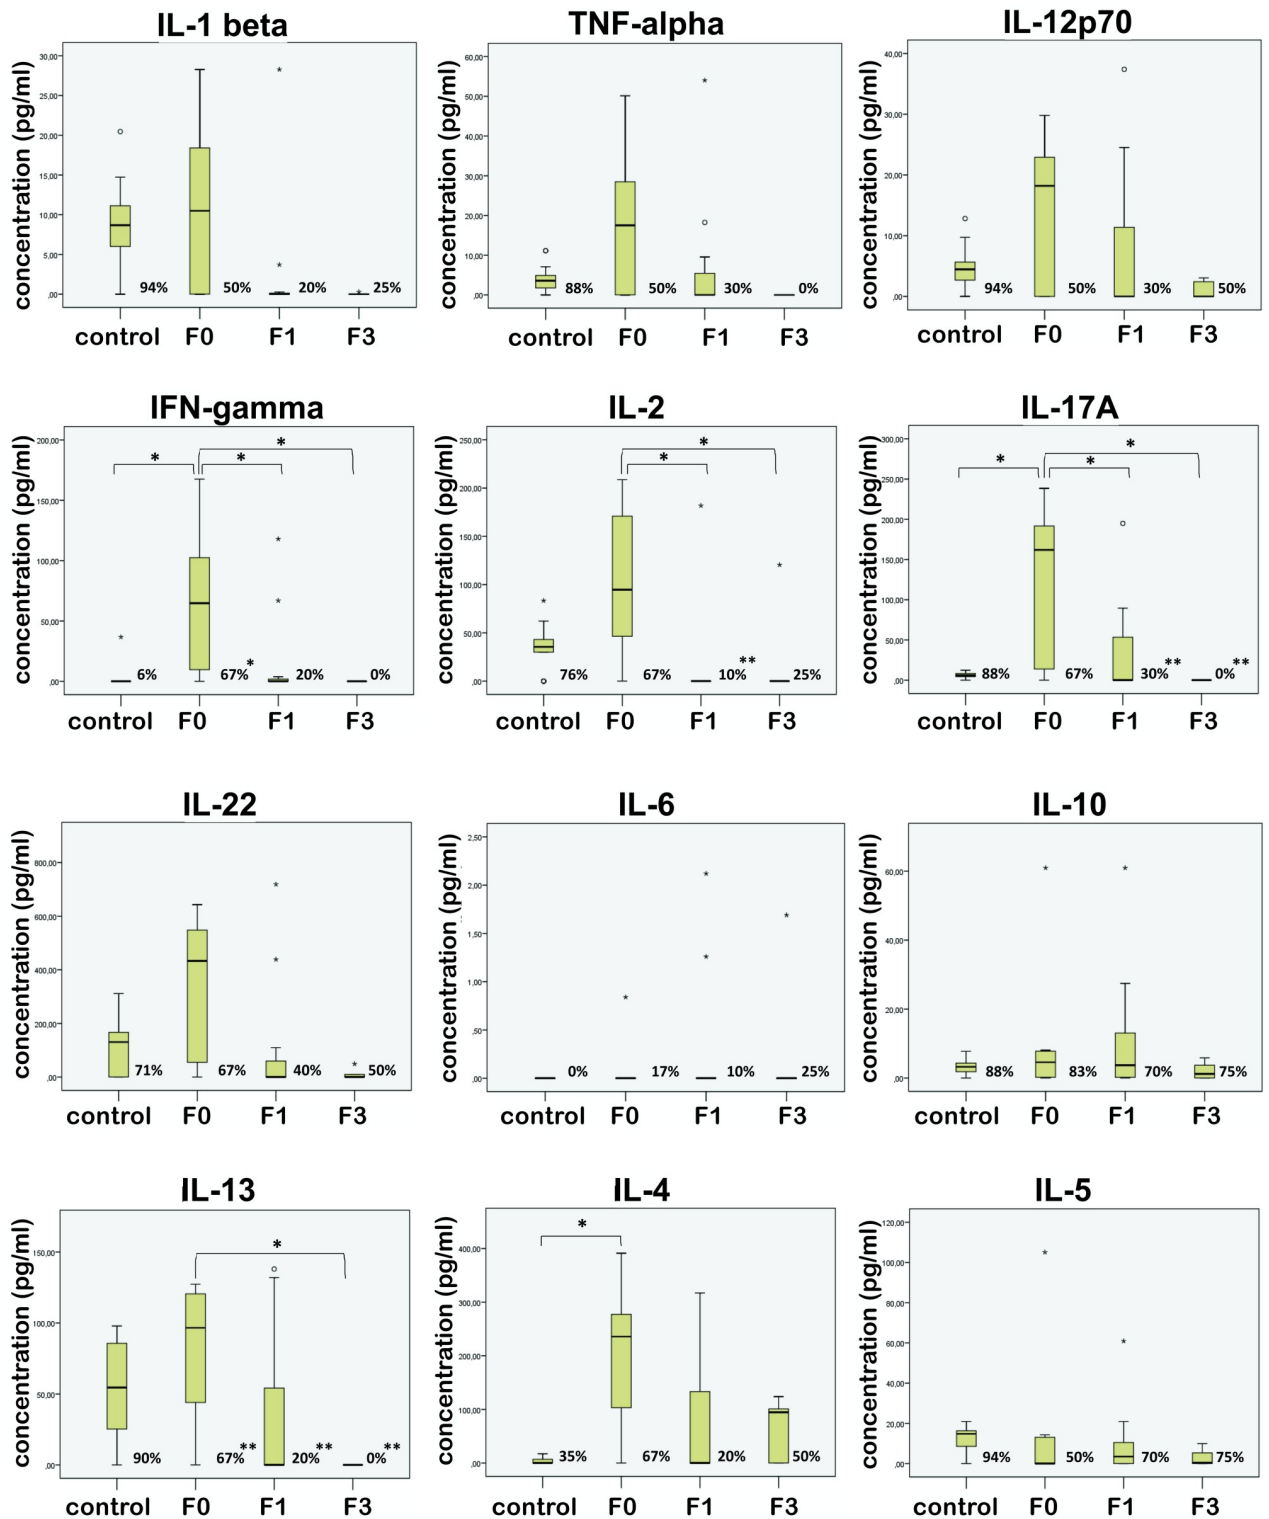 IL-1 beta
concentration (pg/ml)
30,00
25,00
20,00
15,00
10,00
5,00
,00
94% 50% 20% 25%
control F0 F1 F3
TNF-alpha
concentration (pg/ml)
60,00
50,00
40,00
30,00
20,00
10,00
,00
88% 50% 30% 0%
control F0 F1 F3
IL-12p70
concentration (pg/ml)
40,00
30,00
20,00
10,00
,00
94% 50% 30% 50%
control F0 F1 F3
IFN-gamma
concentration (pg/ml)
200,00
150,00
100,00
50,00
,00
* * *
6% 67%* 20% 0%
control F0 F1 F3
IL-2
concentration (pg/ml)
250,00
200,00
150,00
100,00
50,00
,00
* *
76% 67% 10%** 25%
control F0 F1 F3
IL-17A
concentration (pg/ml)
300,00
250,00
200,00
150,00
100,00
50,00
,00
* * *
88% 67% 30%** 0%**
control F0 F1 F3
IL-22
concentration (pg/ml)
800,00
600,00
400,00
200,00
,00
71% 67% 40% 50%
control F0 F1 F3
IL-6
concentration (pg/ml)
2,50
2,00
1,50
1,00
,50
,00
0% 17% 10% 25%
control F0 F1 F3
IL-10
concentration (pg/ml)
60,00
40,00
20,00
,00
88% 83% 70% 75%
control F0 F1 F3
IL-13
concentration (pg/ml)
150,00
100,00
50,00
,00
*
90% 67%** 20%** 0%**
control F0 F1 F3
IL-4
concentration (pg/ml)
400,00
300,00
200,00
100,00
,00
*
35% 67% 20% 50%
control F0 F1 F3
IL-5
concentration (pg/ml)
120,00
100,00
80,00
60,00
40,00
20,00
,00
94% 50% 70% 75%
control F0 F1 F3